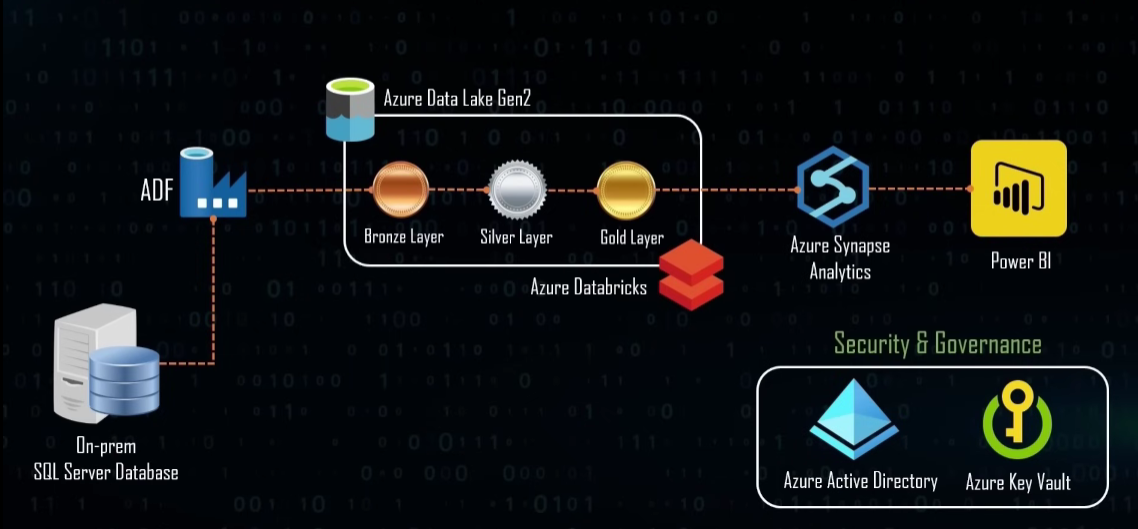 Azure Data Lake Gen2
ADF
Bronze Layer
Silver Layer
Gold Layer
Azure Databricks
Azure Synapse
Analytics
Power BI
On-prem
SQL Server Database
Security & Governance
Azure Active Directory
Azure Key Vault